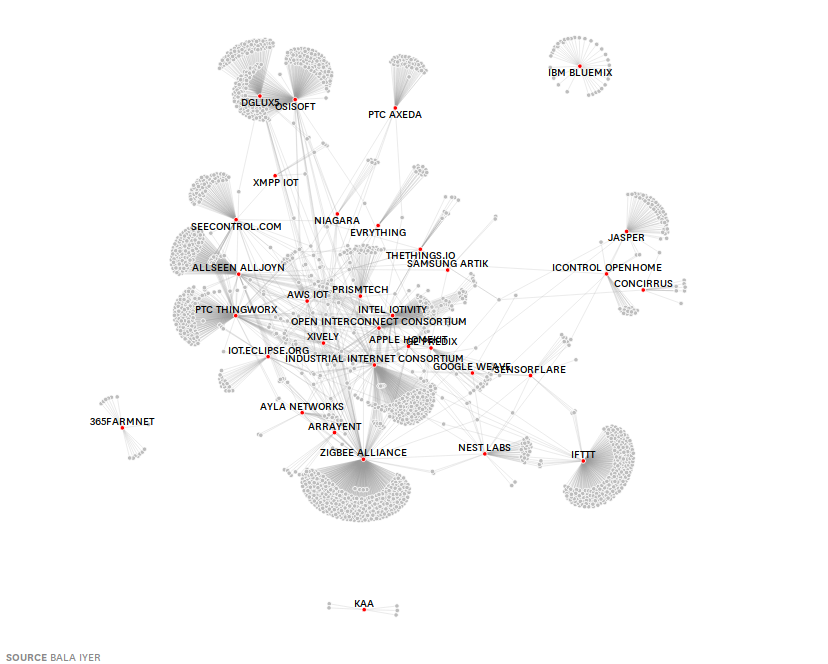 IBM BLUEMIX
DGLUX5
OSISOFT
PTC AXEDA
XMPP IOT
NIAGARA
SEECONTROL.COM
EVRYTHING
JASPER
THETHINGS.IO
SAMSUNG ARTIK
ALLSEEN ALLJOYN
ICONTROL OPENHOME
CONCIRRUS
PRISMTECH
AWS IOT
PTC THINGWORX
INTEL IOTIVITY
OPEN INTERCONNECT CONSORTIUM
XIVELY
APPLE HOMEKIT
GE PREDIX
IOT.ECLIPSE.ORG
INDUSTRIAL INTERNET CONSORTIUM
GOOGLE WEAVE
SENSORFLARE
AYLA NETWORKS
365FARMNET
ARRAYENT
ZIGBEE ALLIANCE
NEST LABS
IFTTT
KAA
SOURCE BALA IYER